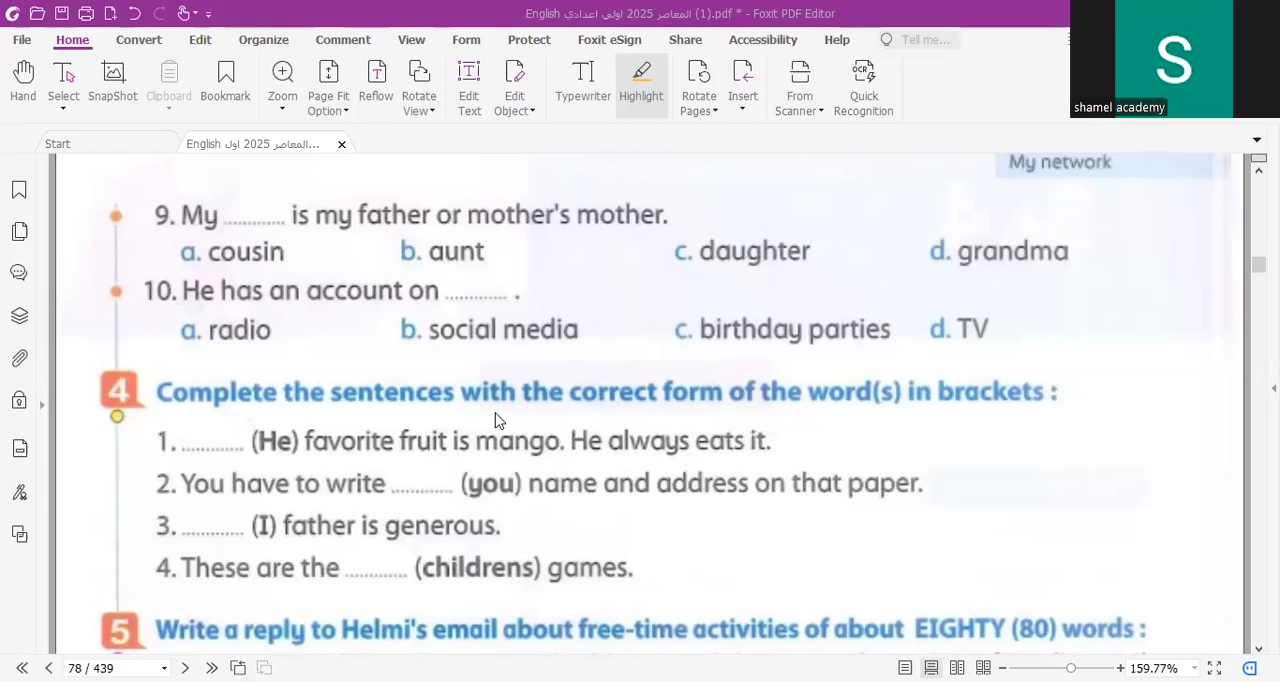 English المعاصر 2025 اولي اعدادي (1).pdf * - Foxit PDF Editor
File Home Convert Edit Organize Comment View Form Protect Foxit eSign Share Accessibility Help Tell me...
Hand Select SnapShot Clipboard Bookmark Zoom Page Fit Option Reflow Rotate View Edit Text Edit Object Typewriter Highlight Rotate Pages Insert From Scanner OCR Quick Recognition
S
shamel academy
Start English المعاصر 2025 اول...
My network
9. My ............ is my father or mother's mother.
a. cousin b. aunt c. daughter d. grandma
10. He has an account on ............ .
a. radio b. social media c. birthday parties d. TV
4 Complete the sentences with the correct form of the word(s) in brackets :
1. ............ (He) favorite fruit is mango. He always eats it.
2. You have to write ............ (you) name and address on that paper.
3. ............ (I) father is generous.
4. These are the ............ (childrens) games.
5 Write a reply to Helmi's email about free-time activities of about EIGHTY (80) words :
78 / 439 159.77%